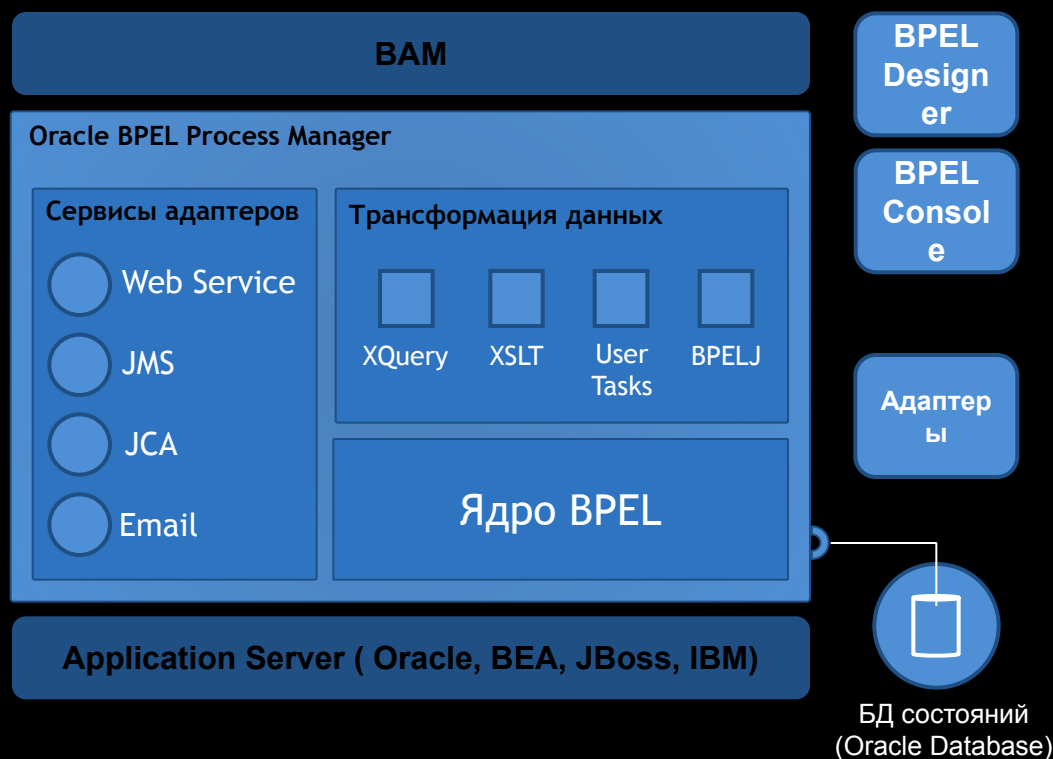 BAM
Oracle BPEL Process Manager
Сервисы адаптеров
Web Service
JMS
JCA
Email
Трансформация данных
XQuery
XSLT
User
Tasks
BPELJ
Ядро BPEL
Application Server ( Oracle, BEA, JBoss, IBM)
BPEL
Design
er
BPEL
Consol
e
Адаптер
ы
БД состояний
(Oracle Database)